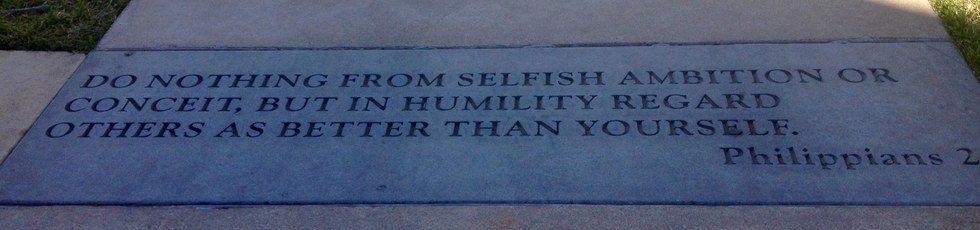 DO NOTHING FROM SELFISH AMBITION OR
CONCEIT, BUT IN HUMILITY REGARD
OTHERS AS BETTER THAN YOURSELF.
Philippians 2